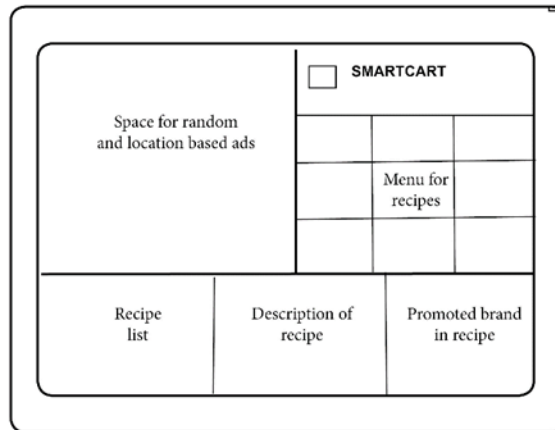 SMARTCART
Space for random
and location based ads
Menu for
recipes
Recipe
list
Description of
recipe
Promoted brand
in recipe